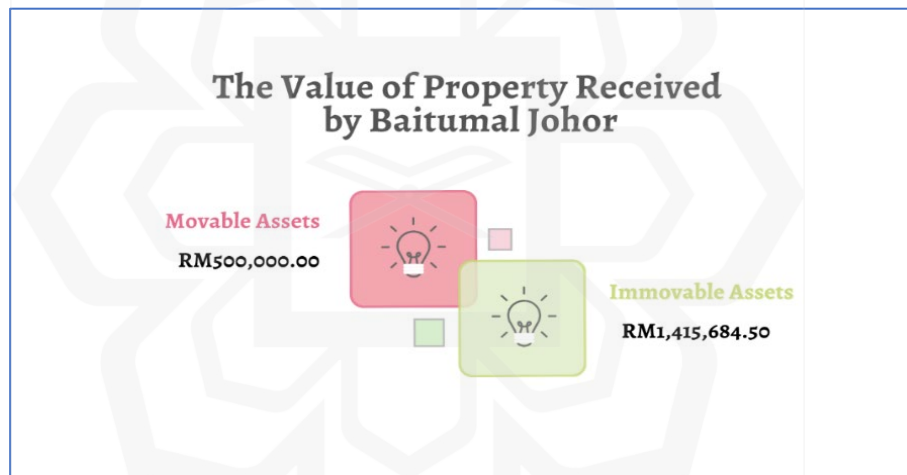 The Value of Property Received
by Baitumal Johor
Movable Assets
RM500,000.00
Immovable Assets
RM1,415,684.50